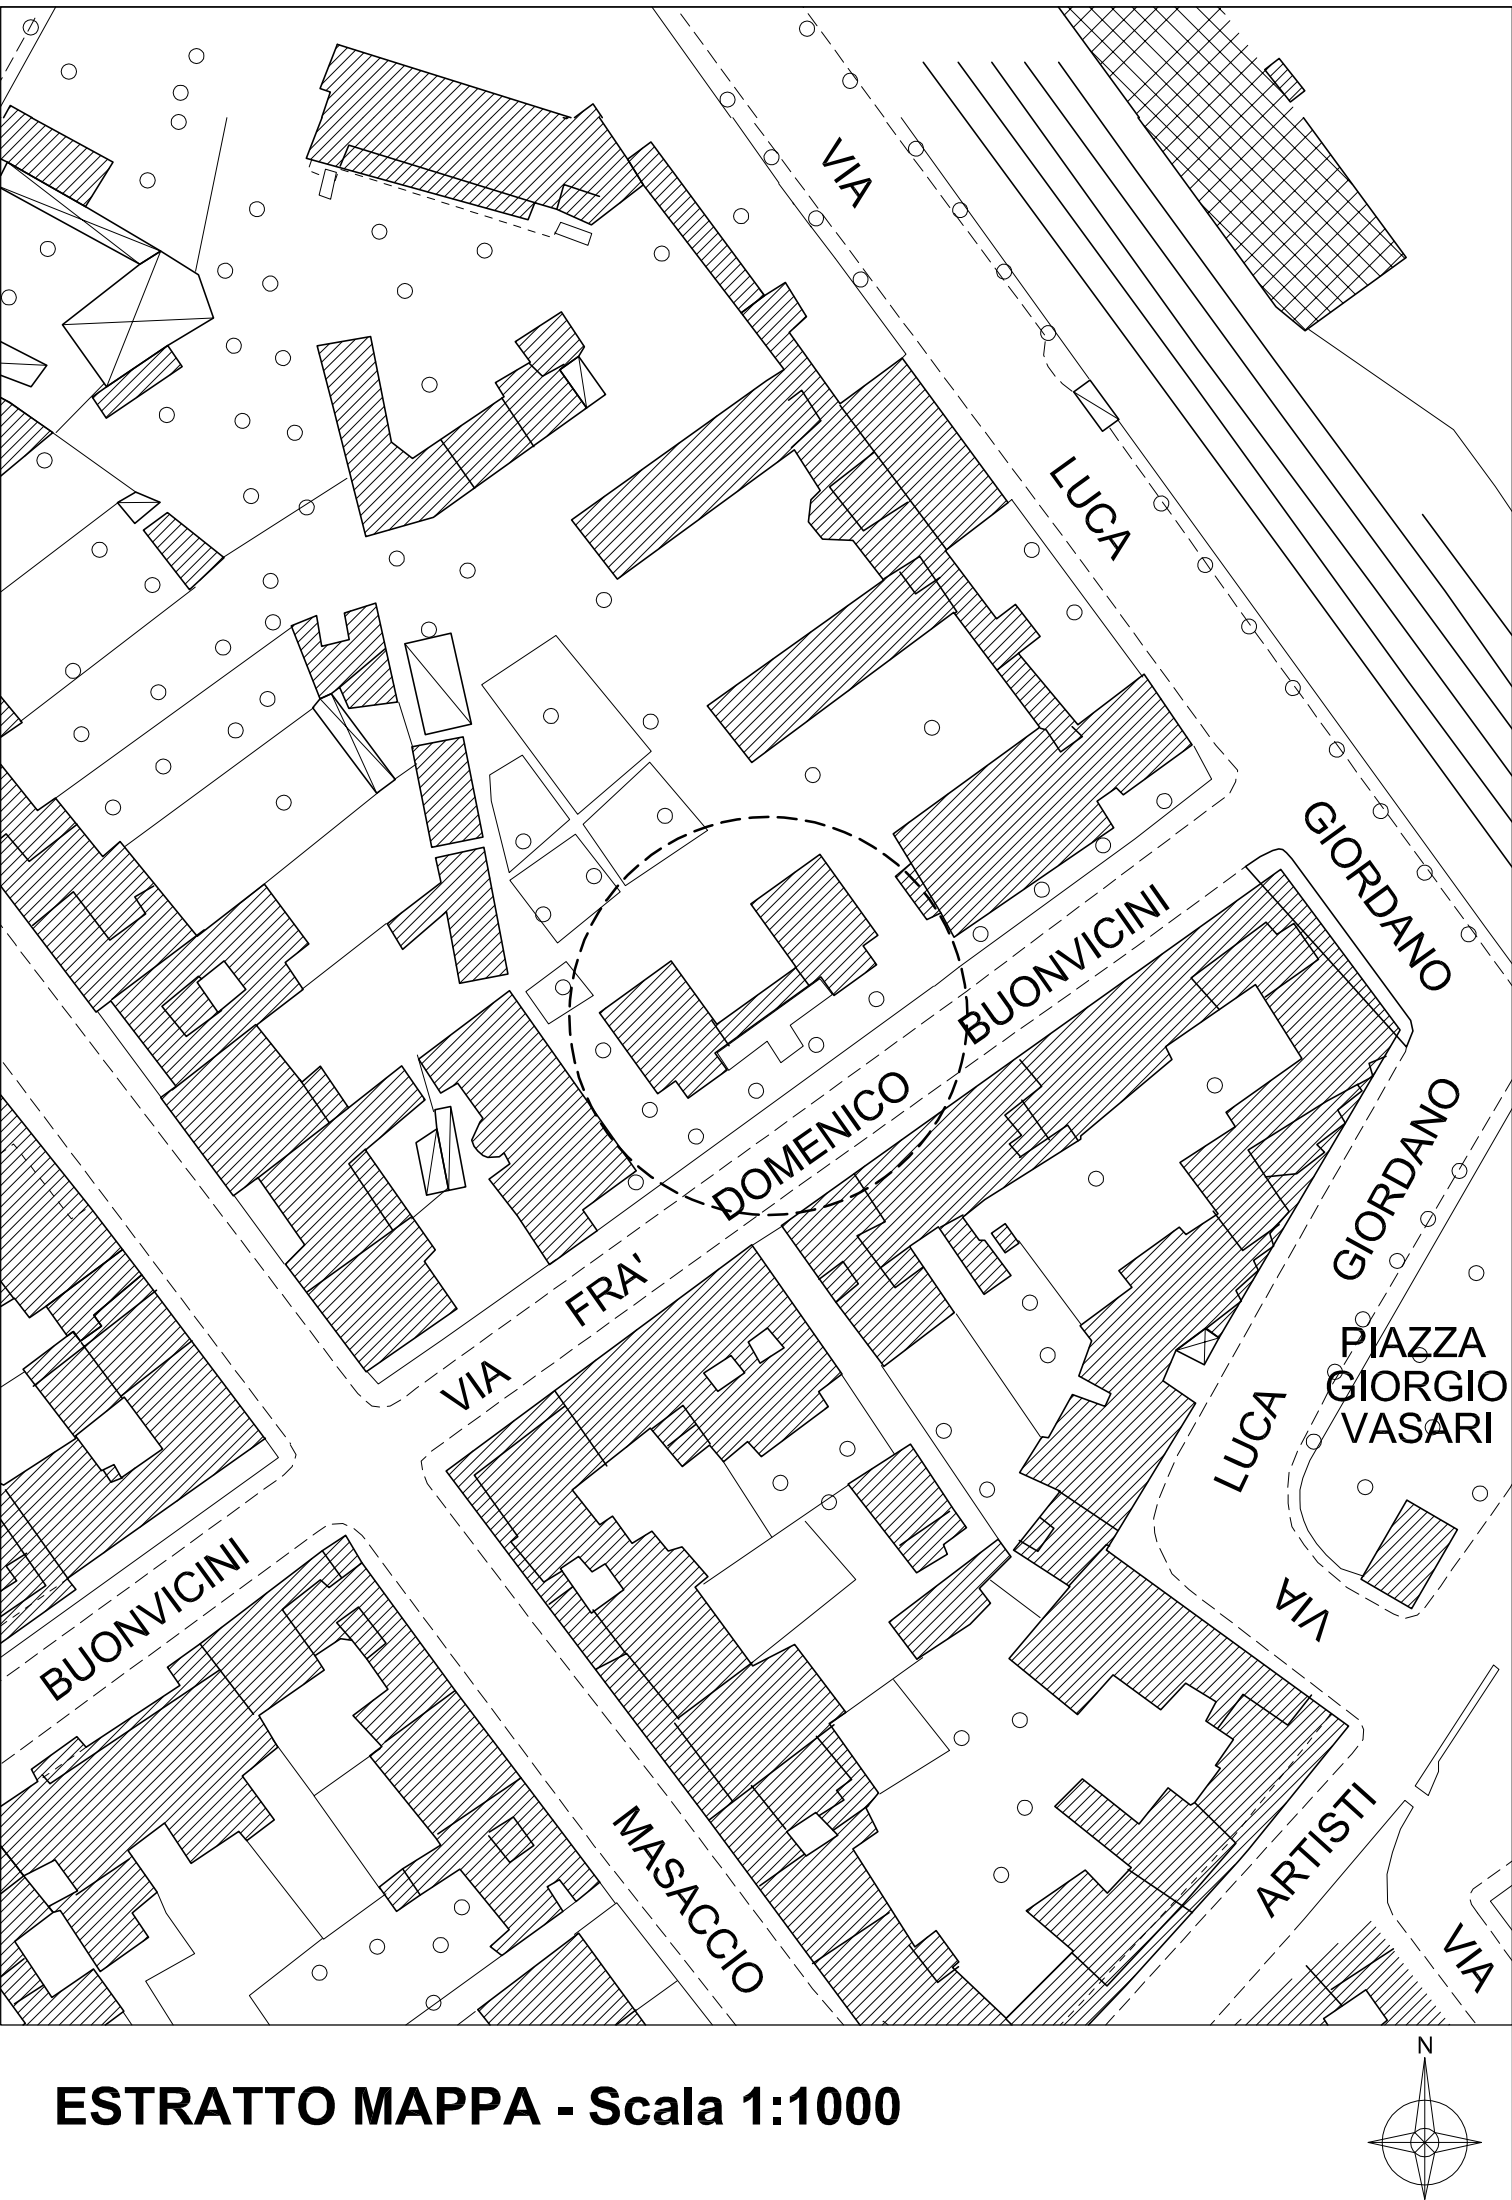 VIA
LUCA
GIORDANO
VIA
FRA'
DOMENICO
BUONVICINI
GIORDANO
LUCA
VIA
PIAZZA
GIORGIO
VASARI
BUONVICINI
MASACCIO
ARTISTI
VIA
N
ESTRATTO MAPPA - Scala 1:1000